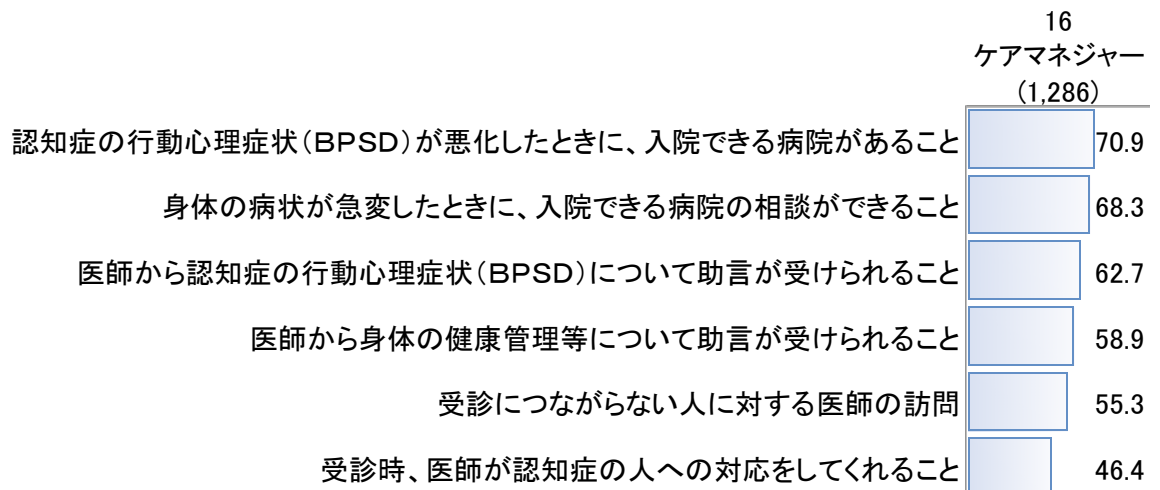 16
ケアマネジャー
(1,286)
認知症の行動心理症状(BPSD)が悪化したときに、入院できる病院があること 70.9
身体の病状が急変したときに、入院できる病院の相談ができること 68.3
医師から認知症の行動心理症状(BPSD)について助言が受けられること 62.7
医師から身体の健康管理等について助言が受けられること 58.9
受診につながらない人に対する医師の訪問 55.3
受診時、医師が認知症の人への対応をしてくれること 46.4